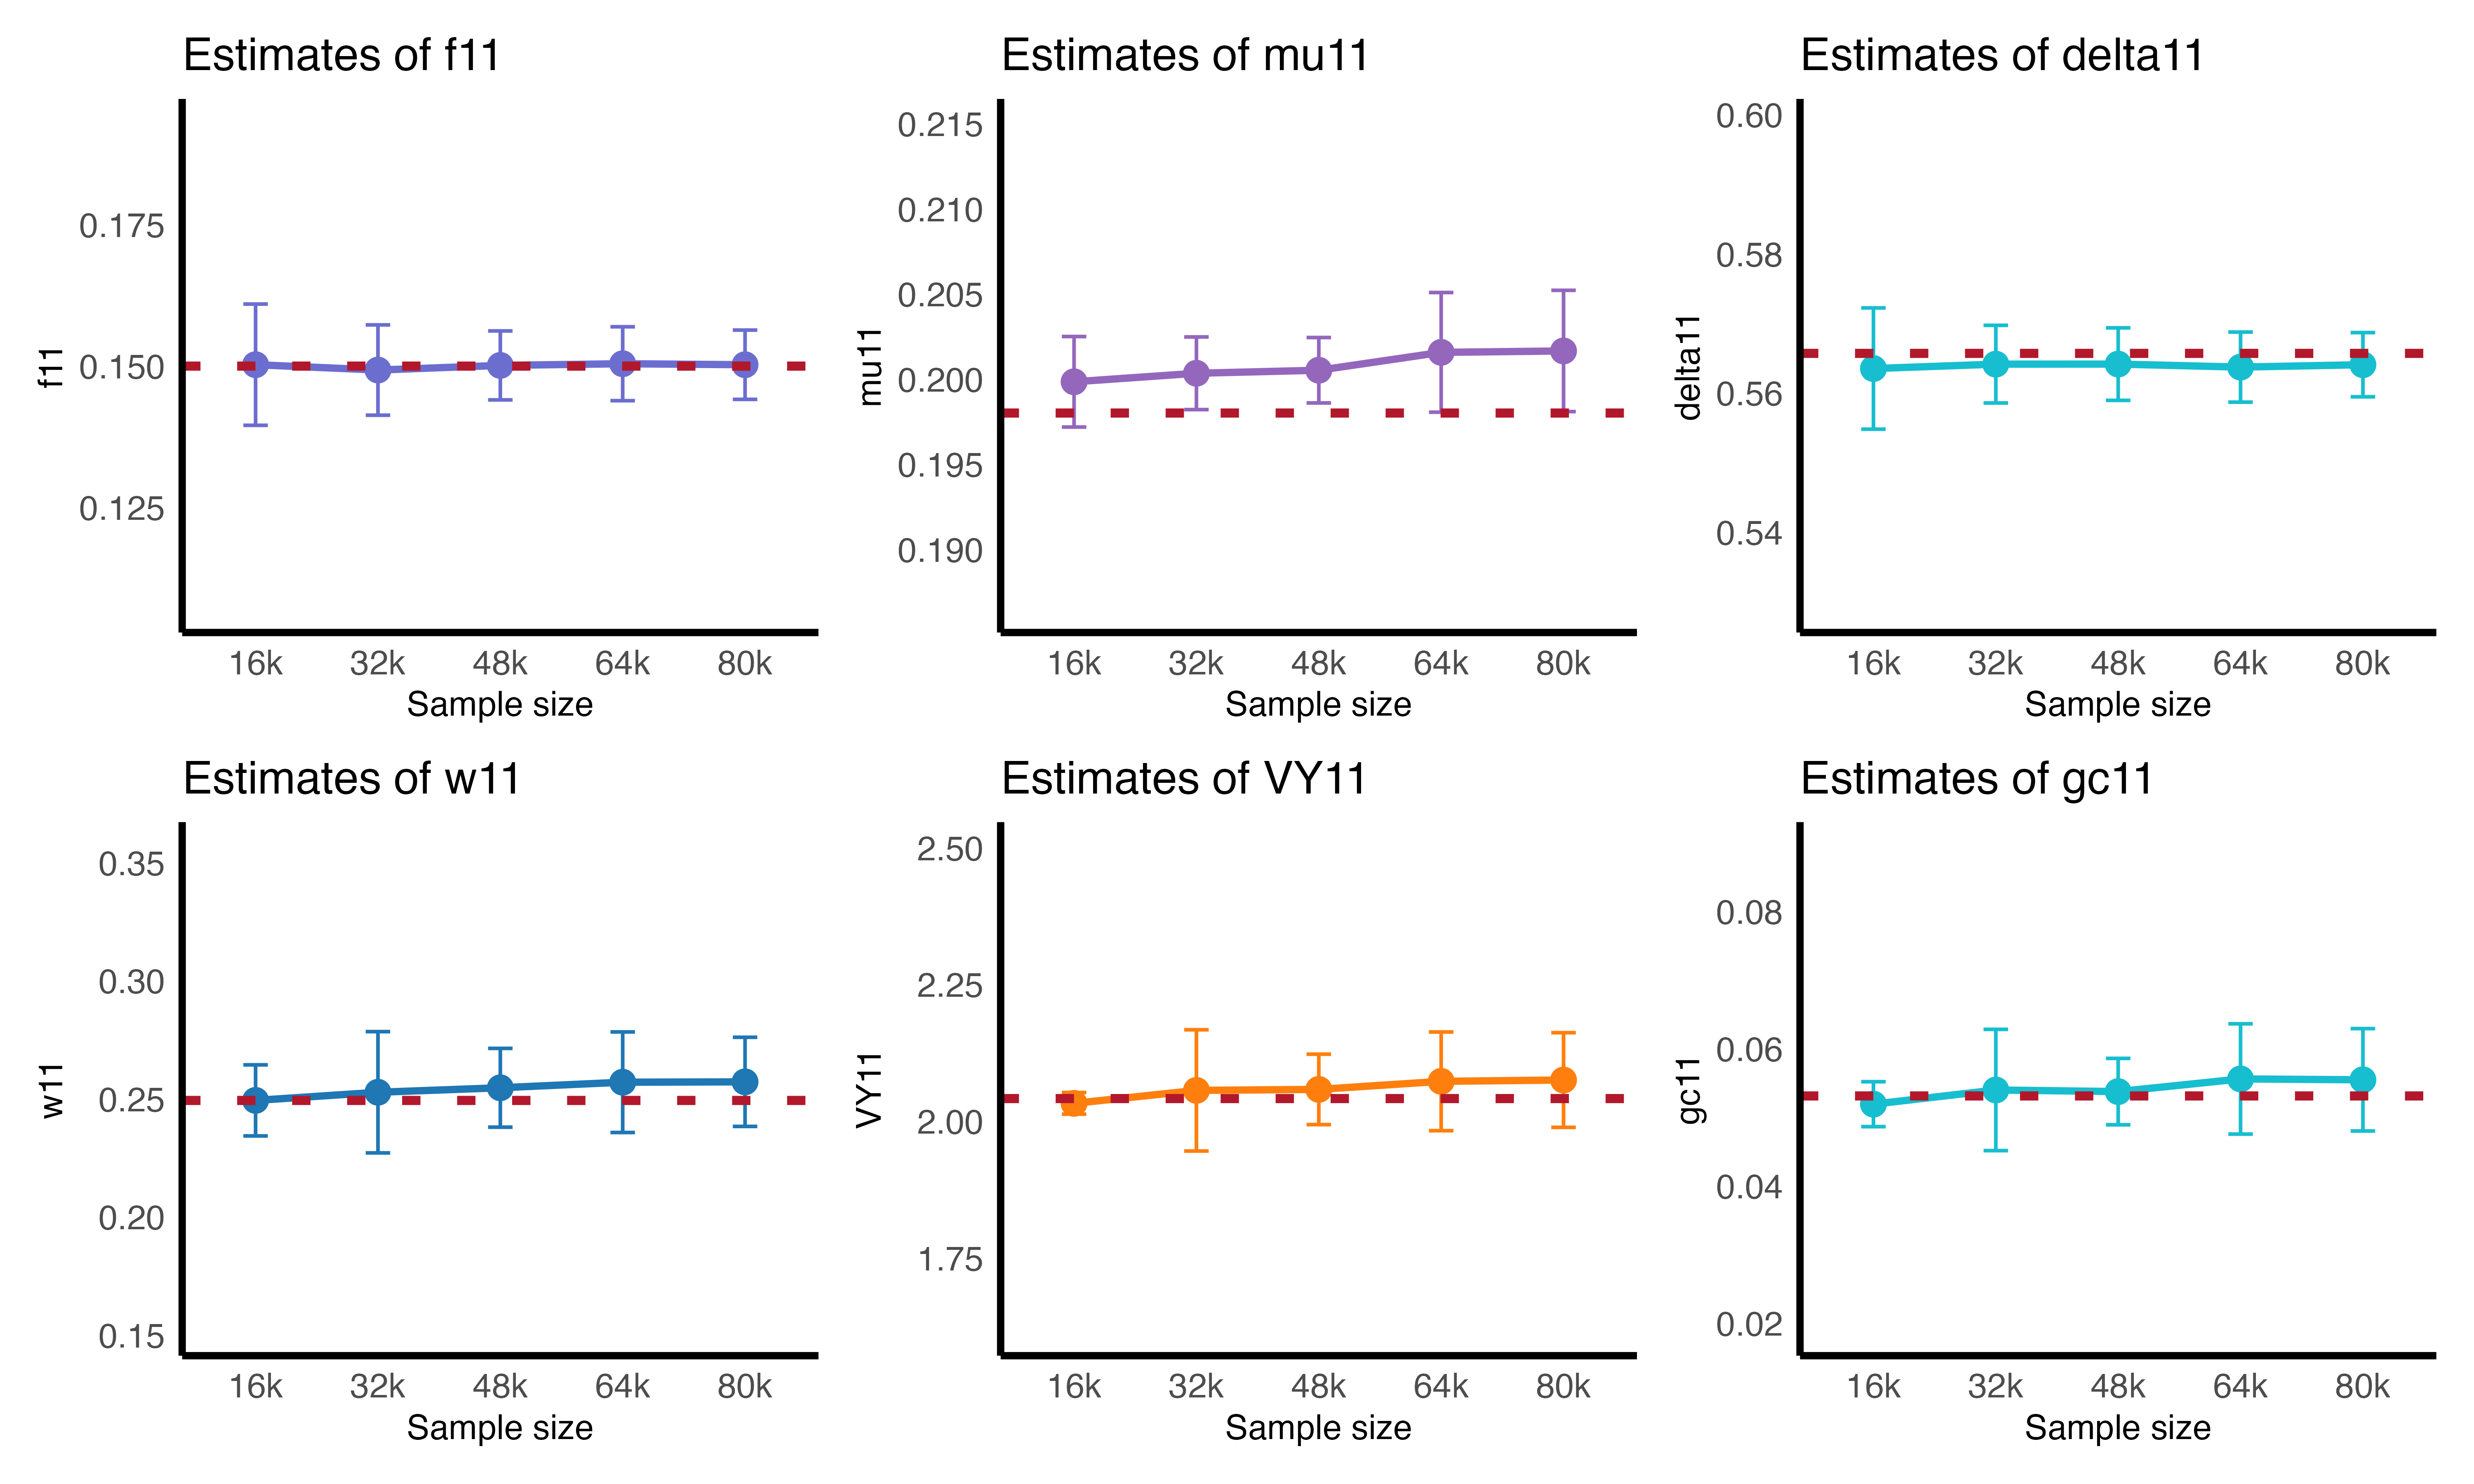 Estimates of f11
f11
0.175
0.150
0.125
16k 32k 48k 64k 80k
Sample size
Estimates of mu11
mu11
0.215
0.210
0.205
0.200
0.195
0.190
16k 32k 48k 64k 80k
Sample size
Estimates of delta11
delta11
0.60
0.58
0.56
0.54
16k 32k 48k 64k 80k
Sample size
Estimates of w11
w11
0.35
0.30
0.25
0.20
0.15
16k 32k 48k 64k 80k
Sample size
Estimates of VY11
VY11
2.50
2.25
2.00
1.75
16k 32k 48k 64k 80k
Sample size
Estimates of gc11
gc11
0.08
0.06
0.04
0.02
16k 32k 48k 64k 80k
Sample size